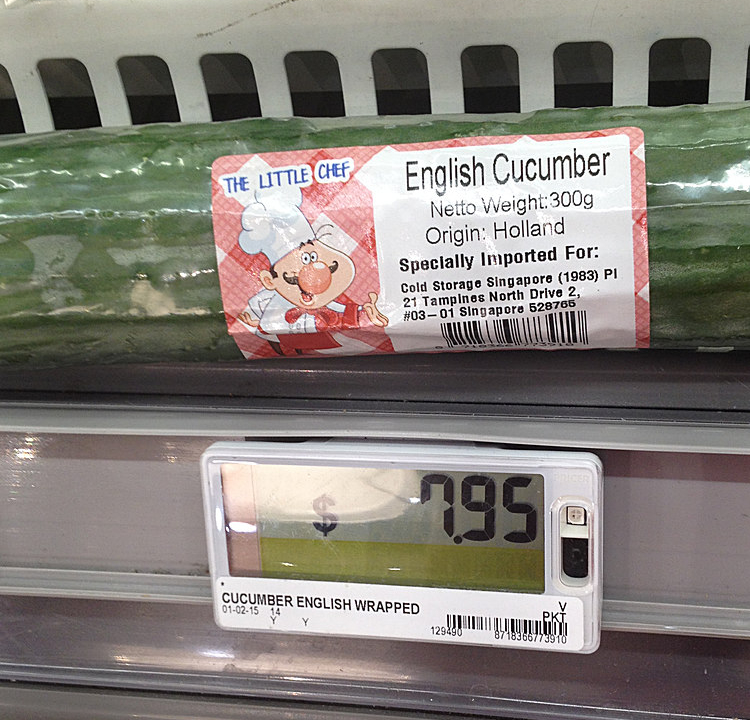 THE LITTLE CHEF
English Cucumber
Netto Weight:300g
Origin: Holland
Specially Imported For:
Cold Storage Singapore (1983) Pl
21 Tampines North Drive 2,
#03-01 Singapore 528765
$ 7.95
CUCUMBER ENGLISH WRAPPED
V
01-02-15 14
PKT
Y Y
129490 8718366773910